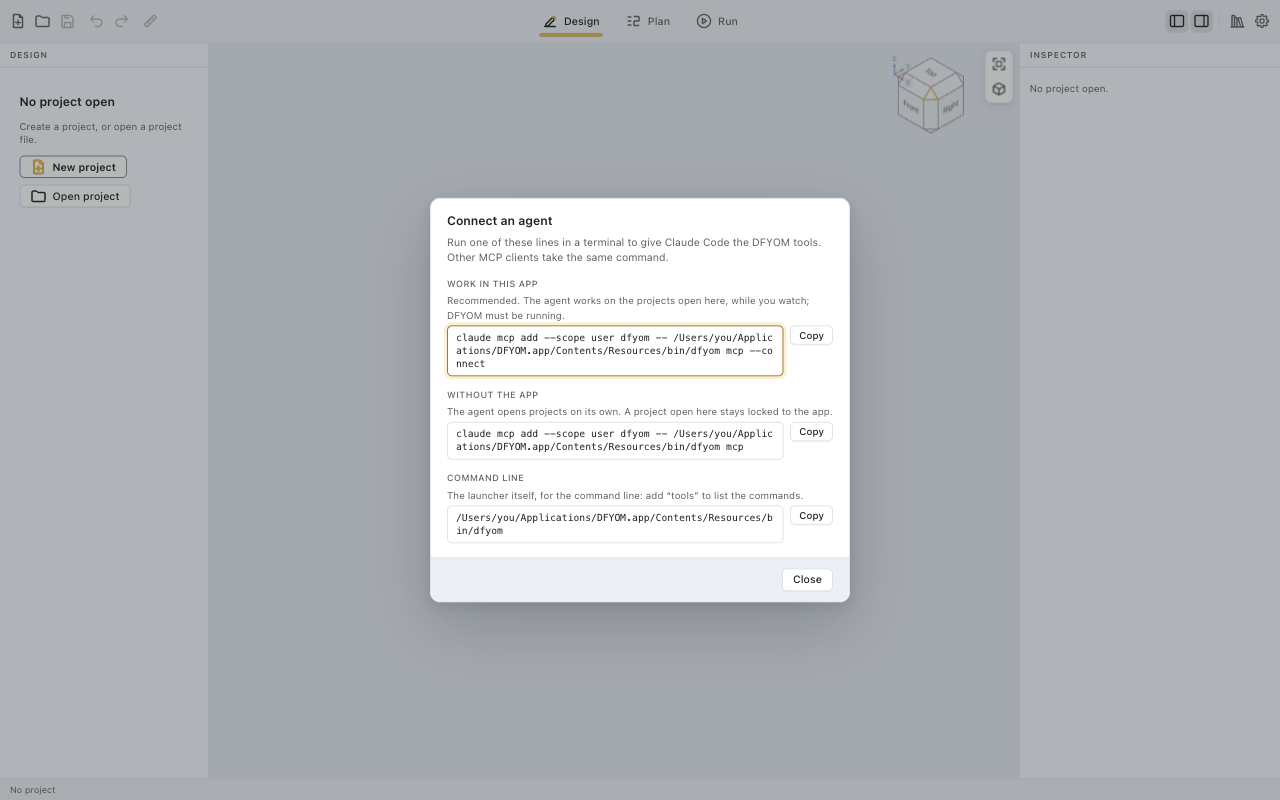 Design
Plan
Run
DESIGN
INSPECTOR
No project open
Create a project, or open a project
file.
New project
Open project
No project open.
Z
Top
Front
Right
Connect an agent
Run one of these lines in a terminal to give Claude Code the DFYOM tools.
Other MCP clients take the same command.
WORK IN THIS APP
Recommended. The agent works on the projects open here, while you watch;
DFYOM must be running.
claude mcp add --scope user dfyom -- /Users/you/Applic
ations/DFYOM.app/Contents/Resources/bin/dfyom mcp --co
nnect
Copy
WITHOUT THE APP
The agent opens projects on its own. A project open here stays locked to the app.
claude mcp add --scope user dfyom -- /Users/you/Applic
ations/DFYOM.app/Contents/Resources/bin/dfyom mcp
Copy
COMMAND LINE
The launcher itself, for the command line: add “tools” to list the commands.
/Users/you/Applications/DFYOM.app/Contents/Resources/b
in/dfyom
Copy
Close
No project